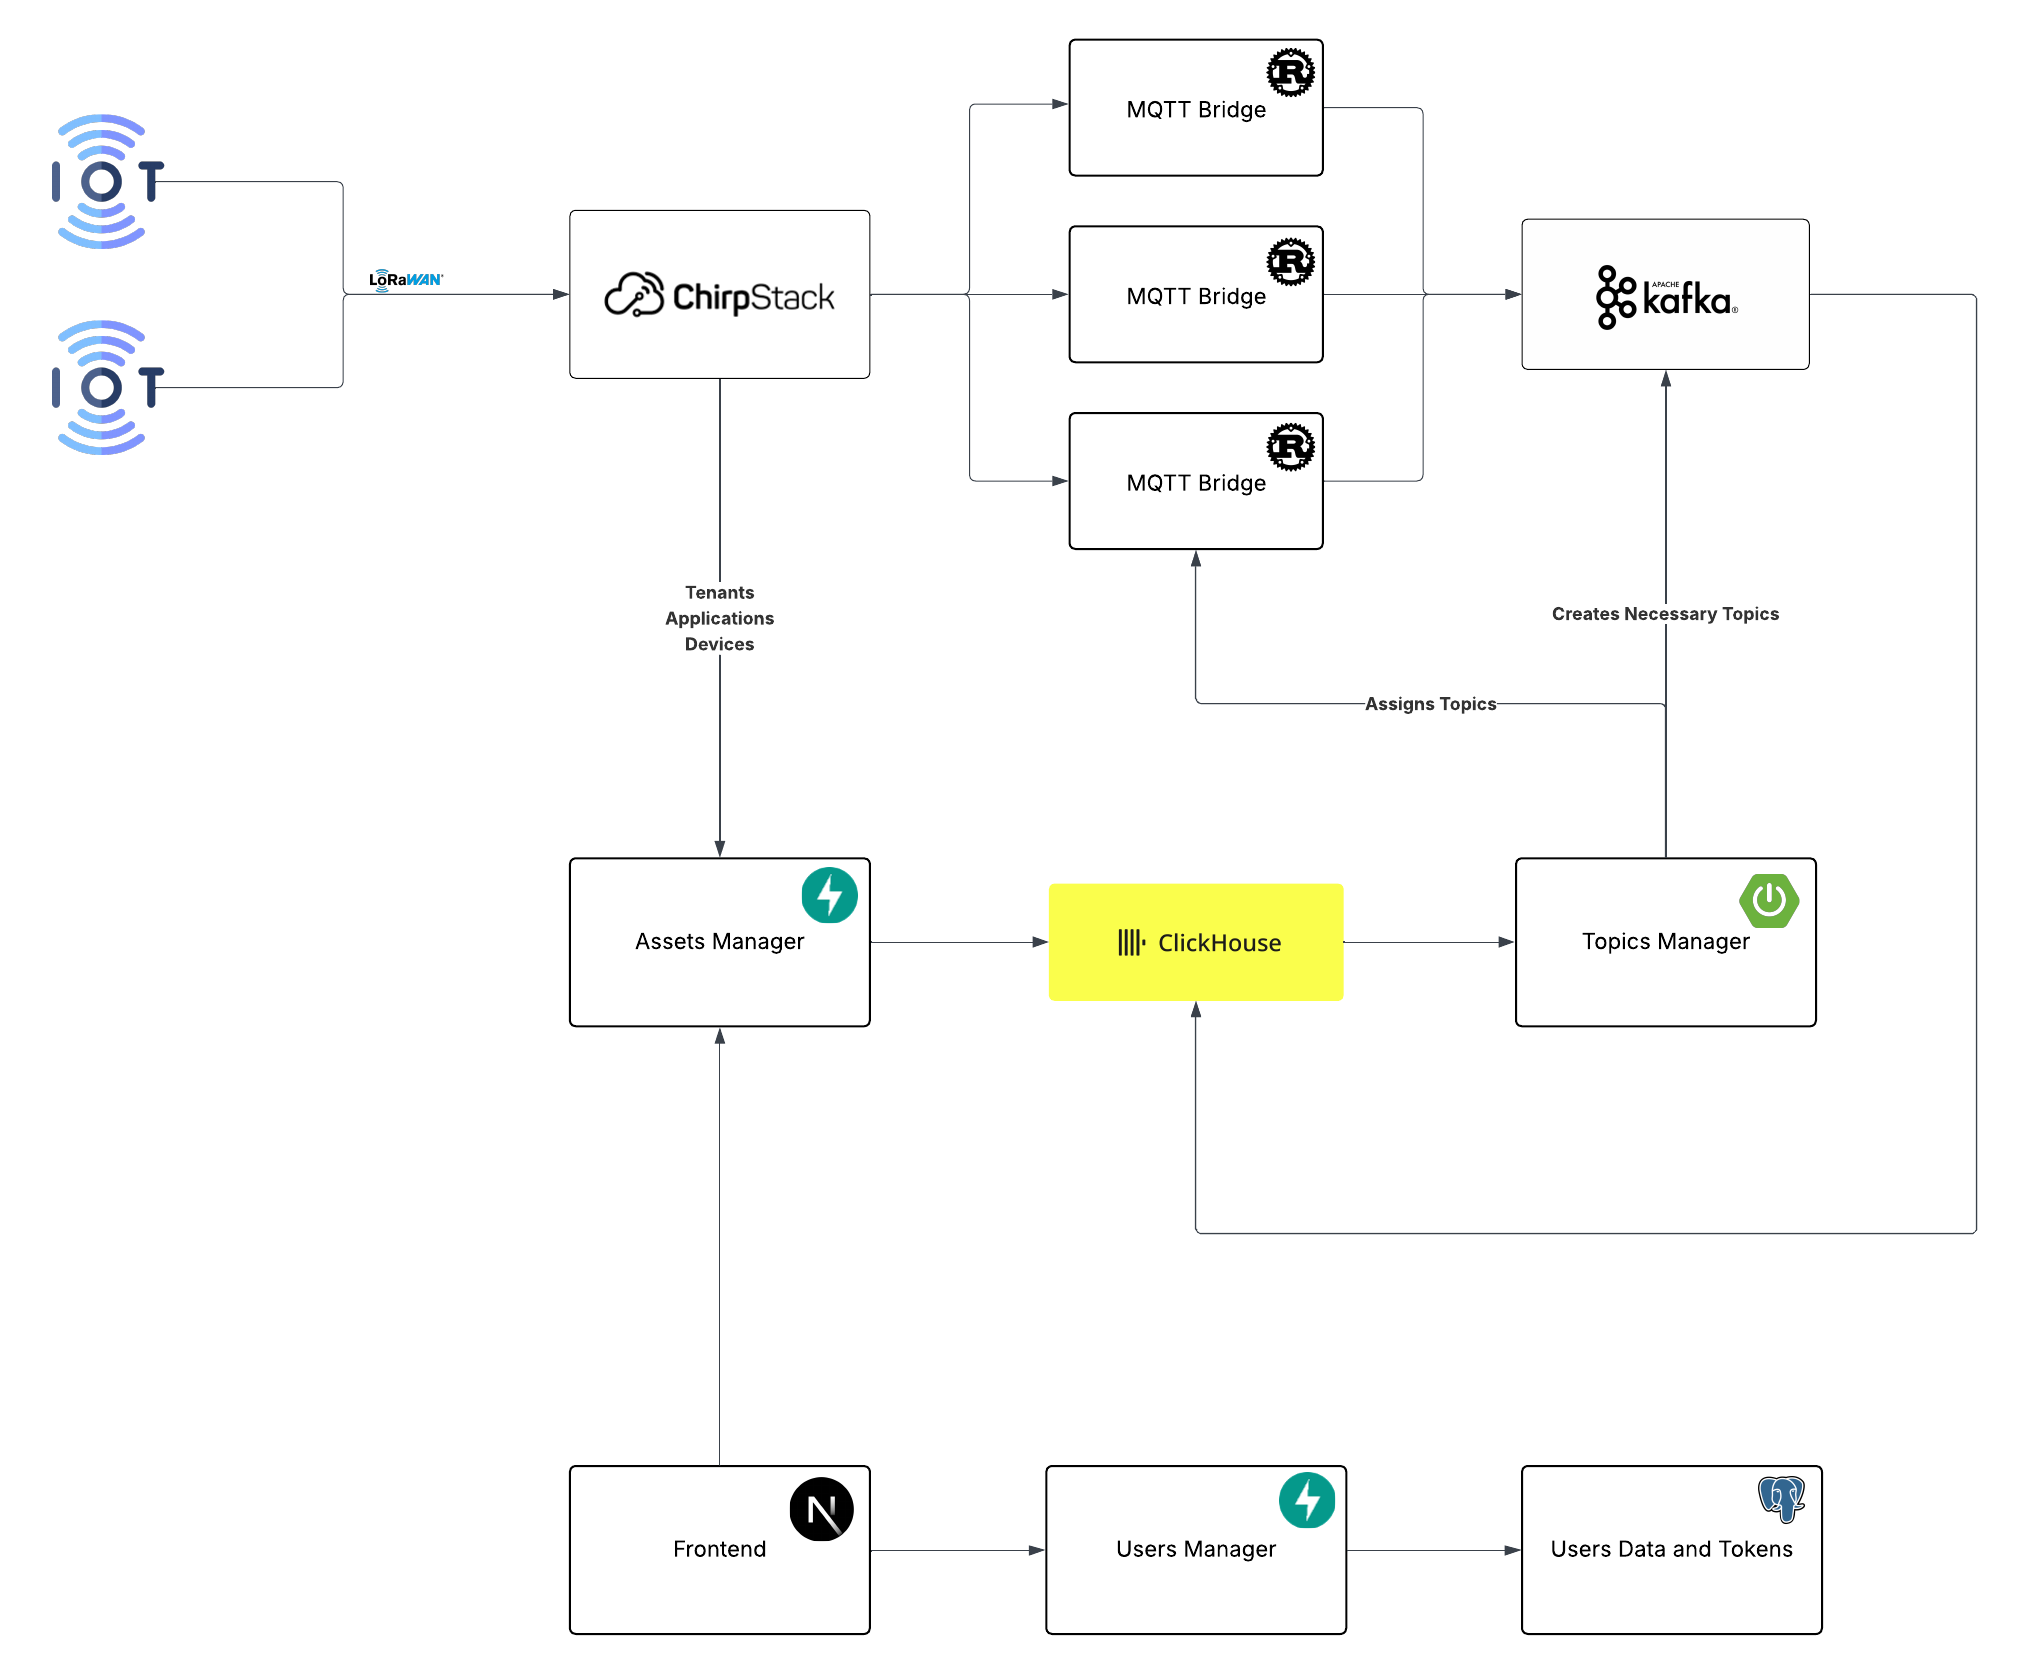 MQTT Bridge
IOT
LoRaWAN®
ChirpStack
MQTT Bridge
APACHE
kafka®
IOT
MQTT Bridge
Tenants
Applications
Devices
Creates Necessary Topics
Assigns Topics
Assets Manager
ClickHouse
Topics Manager
Frontend
Users Manager
Users Data and Tokens